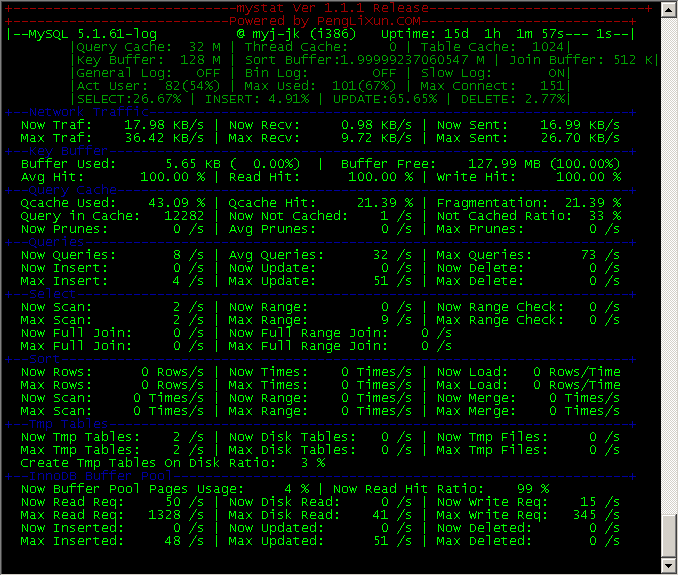 +----------------------------mystat Ver 1.1.1 Release---------------------------+
+---------------------------Powered by PengLiXun.COM--------------------------+
|--MySQL 5.1.61-log @ myj-jk (i386) Uptime: 15d 1h 1m 57s--- 1s--|
|Query Cache: 32 M | Thread Cache: 0 | Table Cache: 1024|
|Key Buffer: 128 M | Sort Buffer:1.99999237060547 M | Join Buffer: 512 K|
|General Log: OFF | Bin Log: OFF | Slow Log: ON|
|Act User: 82(54%) | Max Used: 101(67%) | Max Connect: 151|
|SELECT:26.67% | INSERT: 4.91% | UPDATE:65.65% | DELETE: 2.77%|
+--Network Traffic--------------------------------------------------------------+
Now Traf: 17.98 KB/s | Now Recv: 0.98 KB/s | Now Sent: 16.99 KB/s
Max Traf: 36.42 KB/s | Max Recv: 9.72 KB/s | Max Sent: 26.70 KB/s
+--Key Buffer-------------------------------------------------------------------+
Buffer Used: 5.65 KB ( 0.00%) | Buffer Free: 127.99 MB (100.00%)
Avg Hit: 100.00 % | Read Hit: 100.00 % | Write Hit: 100.00 %
+--Query Cache------------------------------------------------------------------+
Qcache Used: 43.09 % | Qcache Hit: 21.39 % | Fragmentation: 21.39 %
Query in Cache: 12282 | Now Not Cached: 1 /s | Not Cached Ratio: 33 %
Now Prunes: 0 /s | Avg Prunes: 0 /s | Max Prunes: 0 /s
+--Queries----------------------------------------------------------------------+
Now Queries: 8 /s | Avg Queries: 32 /s | Max Queries: 73 /s
Now Insert: 0 /s | Now Update: 0 /s | Now Delete: 0 /s
Max Insert: 4 /s | Max Update: 51 /s | Max Delete: 0 /s
+--Select-----------------------------------------------------------------------+
Now Scan: 2 /s | Now Range: 0 /s | Now Range Check: 0 /s
Max Scan: 2 /s | Max Range: 9 /s | Max Range Check: 0 /s
Now Full Join: 0 /s | Now Full Range Join: 0 /s
Max Full Join: 0 /s | Max Full Range Join: 0 /s
+--Sort-------------------------------------------------------------------------+
Now Rows: 0 Rows/s | Now Times: 0 Times/s | Now Load: 0 Rows/Time
Max Rows: 0 Rows/s | Max Times: 0 Times/s | Max Load: 0 Rows/Time
Now Scan: 0 Times/s | Now Range: 0 Times/s | Now Merge: 0 Times/s
Max Scan: 0 Times/s | Max Range: 0 Times/s | Max Merge: 0 Times/s
+--Tmp Tables-------------------------------------------------------------------+
Now Tmp Tables: 2 /s | Now Disk Tables: 0 /s | Now Tmp Files: 0 /s
Max Tmp Tables: 2 /s | Max Disk Tables: 0 /s | Max Tmp Files: 0 /s
Create Tmp Tables On Disk Ratio: 3 %
+--InnoDB Buffer Pool-----------------------------------------------------------+
Now Buffer Pool Pages Usage: 4 % | Now Read Hit Ratio: 99 %
Now Read Req: 50 /s | Now Disk Read: 0 /s | Now Write Req: 15 /s
Max Read Req: 1328 /s | Max Disk Read: 41 /s | Max Write Req: 345 /s
Now Inserted: 0 /s | Now Updated: 0 /s | Now Deleted: 0 /s
Max Inserted: 48 /s | Max Updated: 51 /s | Max Deleted: 0 /s